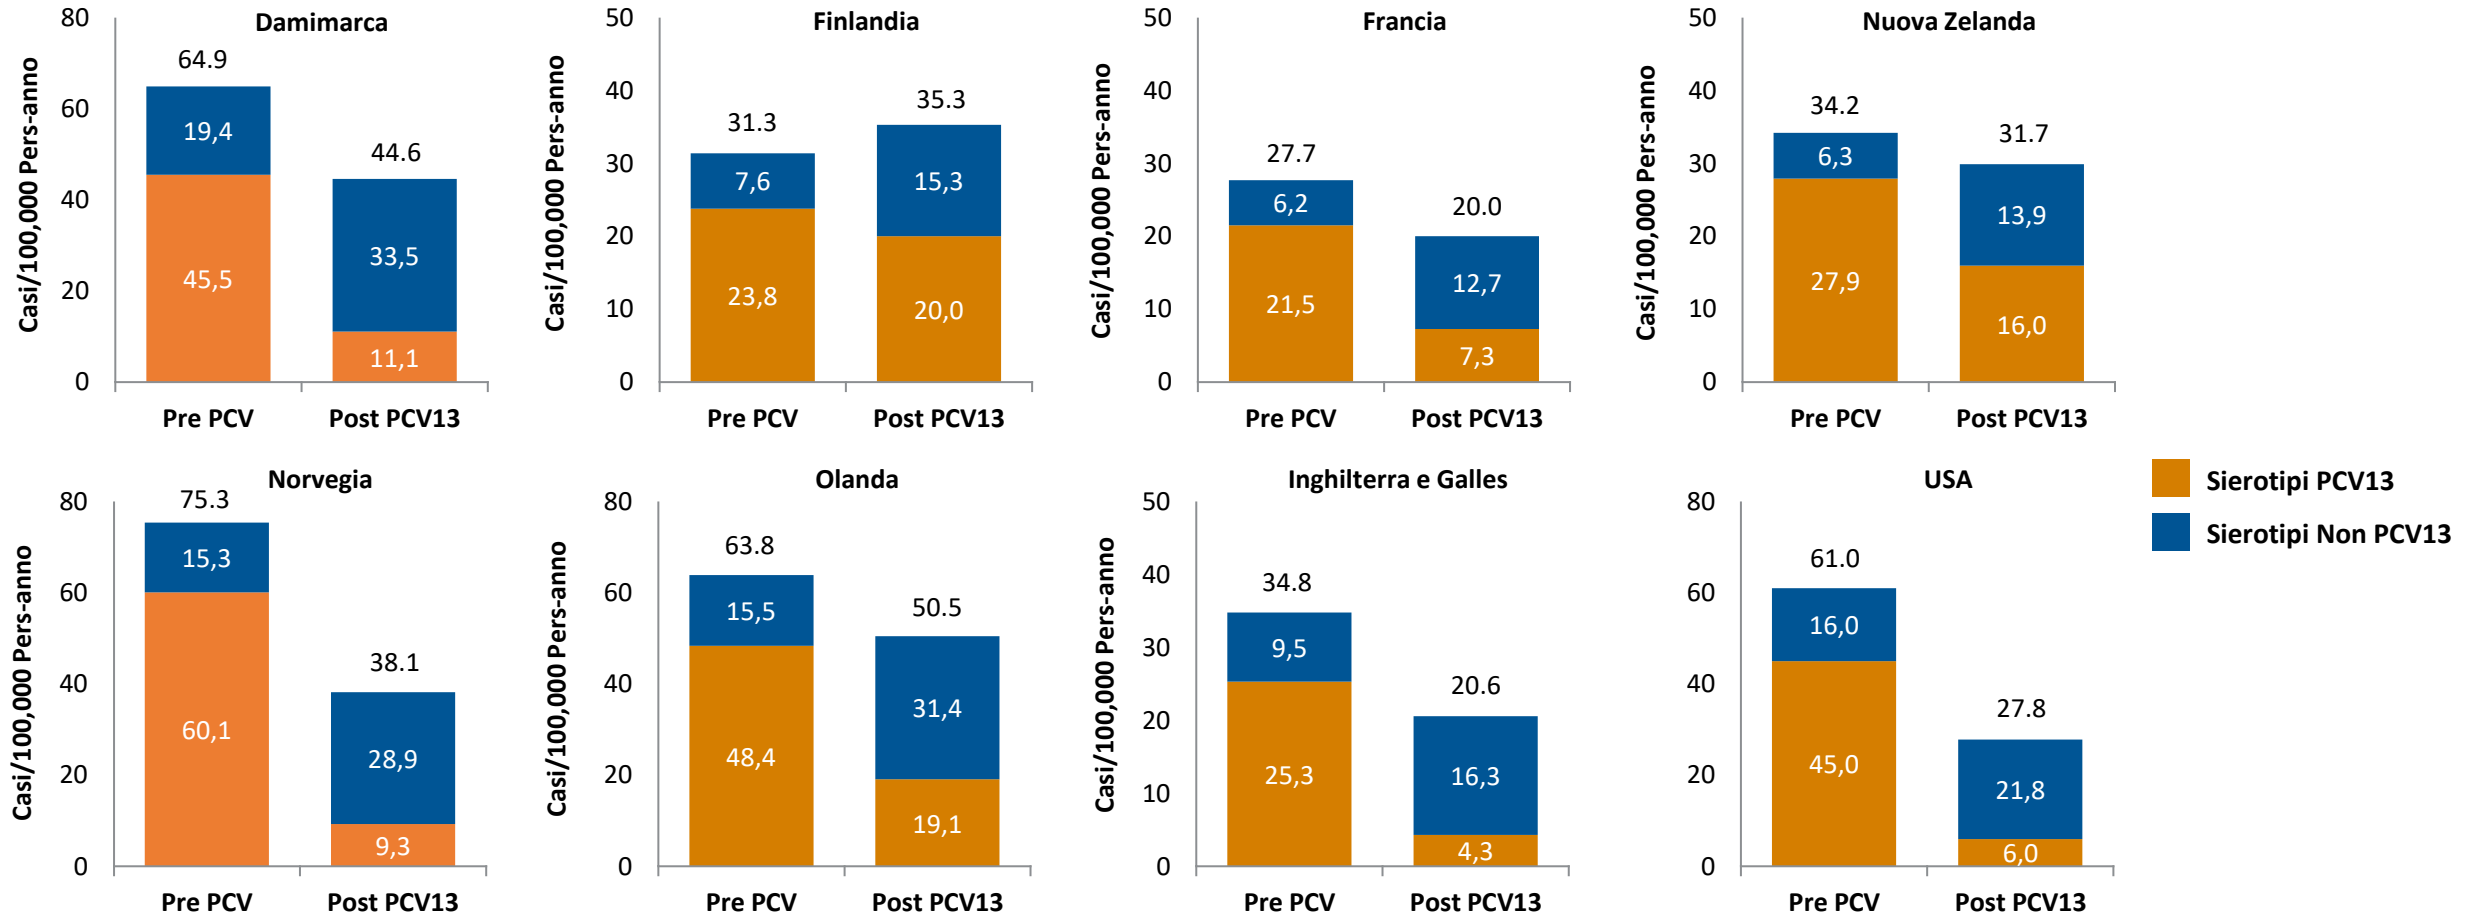 Damimarca
Casi/100,000 Pers-anno
80
60
40
20
0
64.9
19,4
45,5
44.6
33,5
11,1
Pre PCV
Post PCV13
Finlandia
Casi/100,000 Pers-anno
50
40
30
20
10
0
31.3
7,6
23,8
35.3
15,3
20,0
Pre PCV
Post PCV13
Francia
Casi/100,000 Pers-anno
50
40
30
20
10
0
27.7
6,2
21,5
20.0
12,7
7,3
Pre PCV
Post PCV13
Nuova Zelanda
Casi/100,000 Pers-anno
50
40
30
20
10
0
34.2
6,3
27,9
31.7
13,9
16,0
Pre PCV
Post PCV13
Norvegia
Casi/100,000 Pers-anno
80
60
40
20
0
75.3
15,3
60,1
38.1
28,9
9,3
Pre PCV
Post PCV13
Olanda
Casi/100,000 Pers-anno
80
60
40
20
0
63.8
15,5
48,4
50.5
31,4
19,1
Pre PCV
Post PCV13
Inghilterra e Galles
Casi/100,000 Pers-anno
50
40
30
20
10
0
34.8
9,5
25,3
20.6
16,3
4,3
Pre PCV
Post PCV13
USA
80
60
40
20
0
61.0
16,0
45,0
27.8
21,8
6,0
Pre PCV
Post PCV13
Sierotipi PCV13
Sierotipi Non PCV13